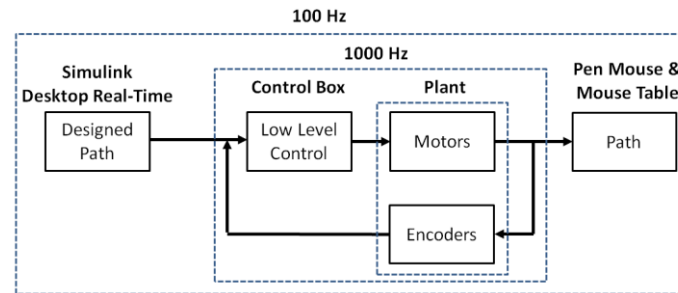 100 Hz
1000 Hz
Simulink
Desktop Real-Time
Control Box
Plant
Pen Mouse &
Mouse Table
Designed
Path
Low Level
Control
Motors
Path
Encoders